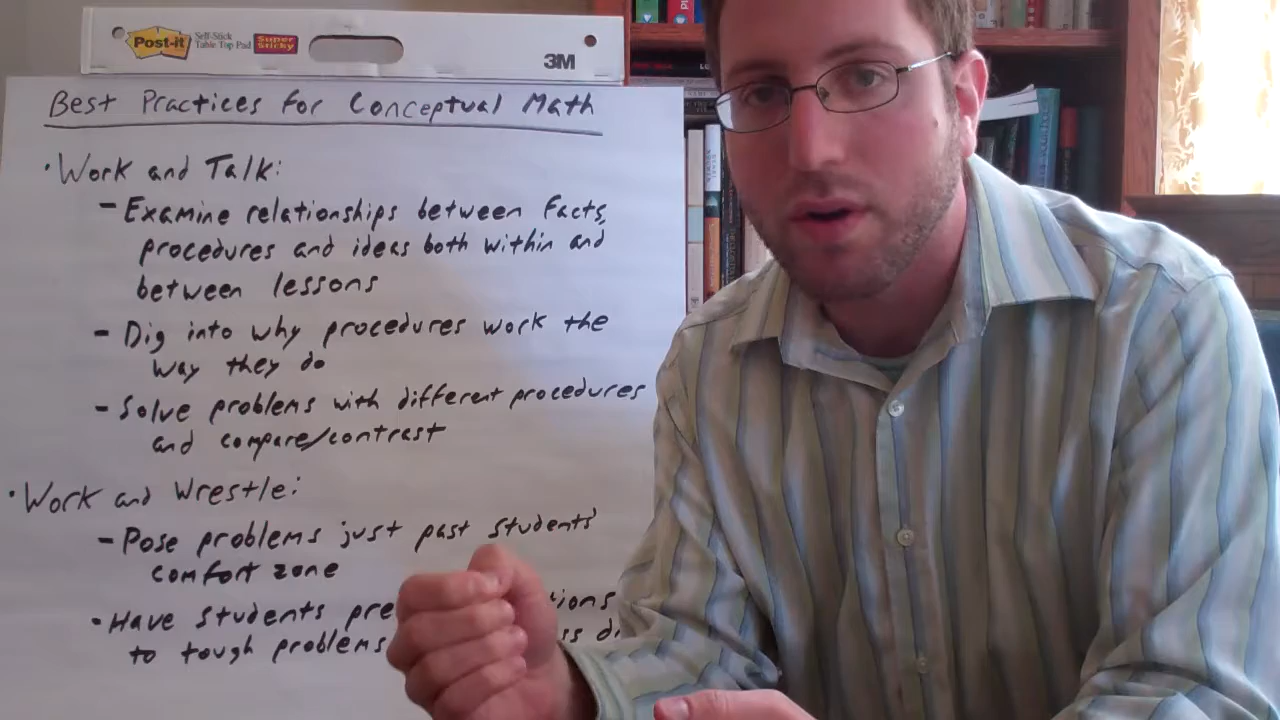 Post-it
Self-Stick
Table Top Pad
Super
Sticky
3M
Best Practices for Conceptual Math
• Work and Talk:
- Examine relationships between facts,
procedures and ideas both within and
between lessons
- Dig into why procedures work the
way they do
- Solve problems with different procedures
and compare/contrast
• Work and Wrestle:
- Pose problems just past students'
comfort zone
• Have students pre tions
to tough problems ss di